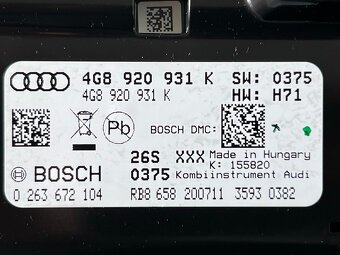 4G8 920 931 K SW: 0375
4G8 920 931 K HW: H71
Pb BOSCH DMC:
26S XXX Made in Hungary
K: 155820
BOSCH 0375 Kombiinstrument Audi
0 263 672 104 RB8 658 200711 3593 0382